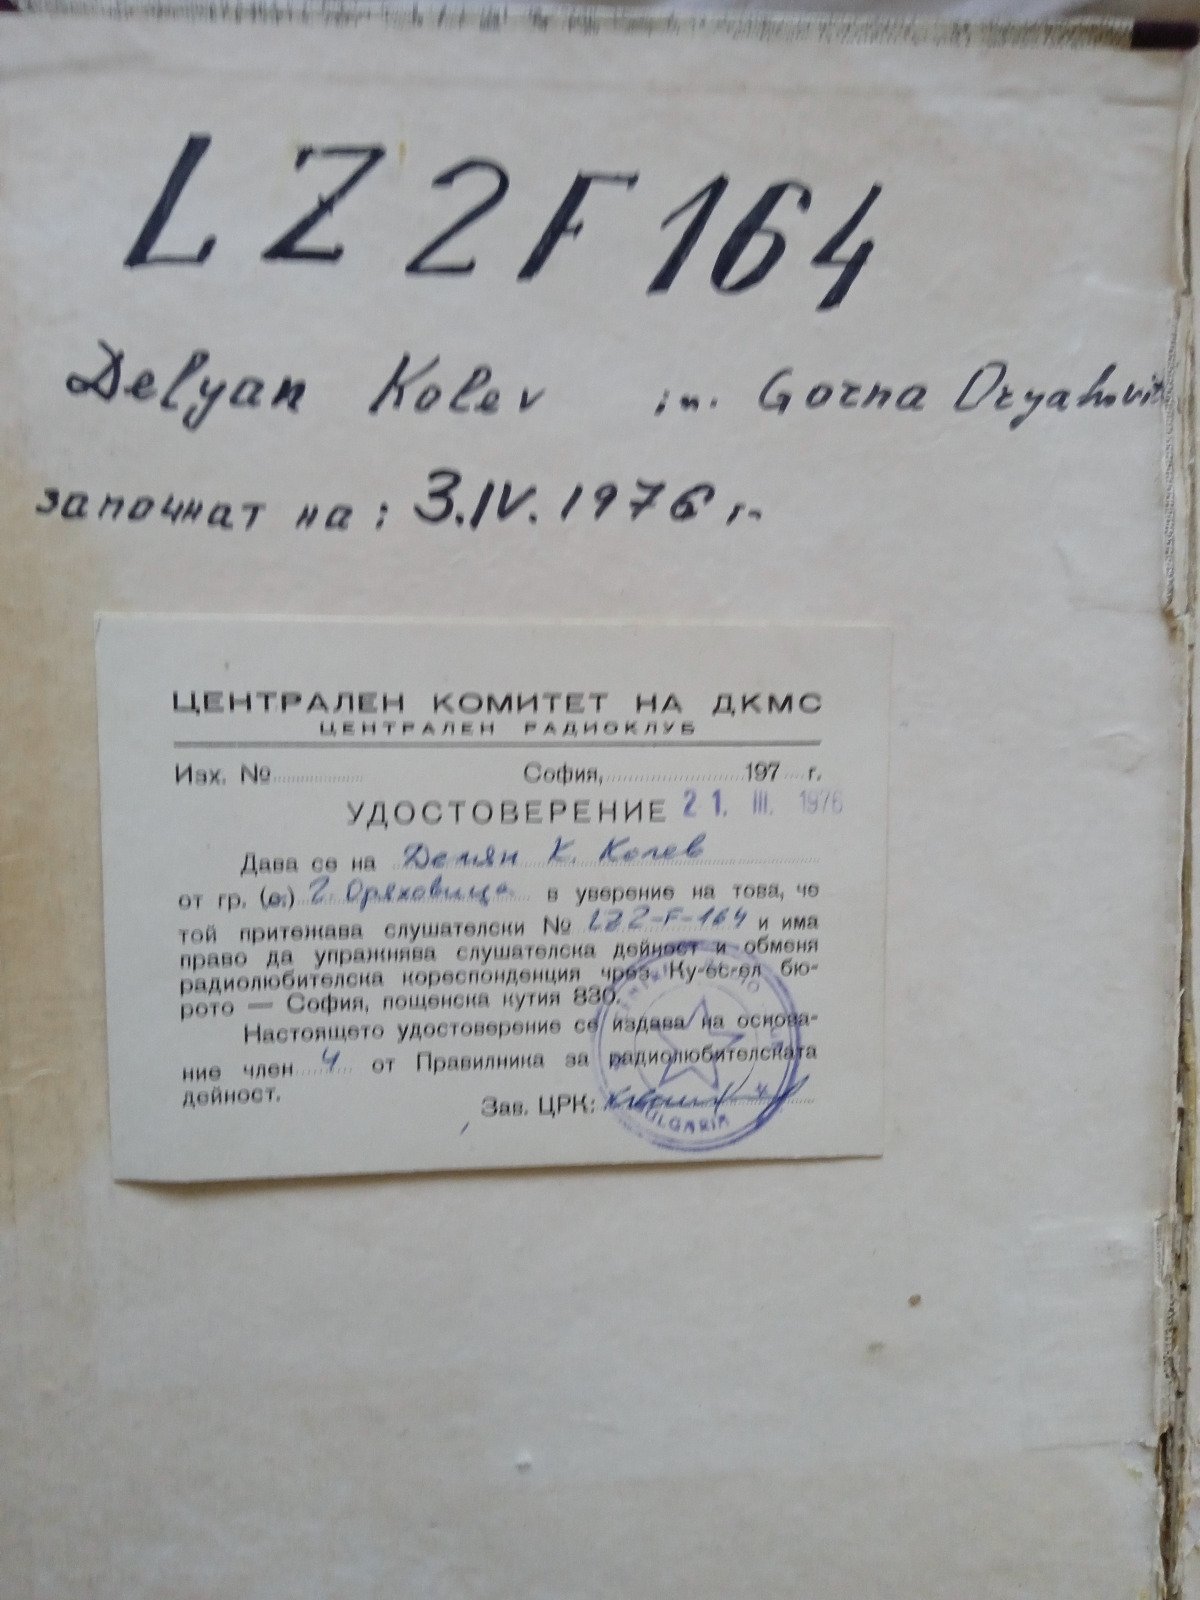 LZ2F164
Delyan Kolev in. Gorna Oryahovit
започнат на: 3.IV.1976 г.
ЦЕНТРАЛЕН КОМИТЕТ НА ДКМС
ЦЕНТРАЛЕН РАДИОКЛУБ
Изх. № София, 197 г.
УДОСТОВЕРЕНИЕ 21. III. 1976
Дава се на Делян К. Колев
от гр. (с.) Г. Оряховица в уверение на това, че
той притежава слушателски № LZ2-F-164 и има
право да упражнява слушателска дейност и обменя
радиолюбителска кореспонденция чрез Ку-ес-ел бю-
рото — София, пощенска кутия 830.
Настоящето удостоверение се издава на основа-
ние член 4 от Правилника за радиолюбителската
дейност.
Зав. ЦРК:
BULGARIA